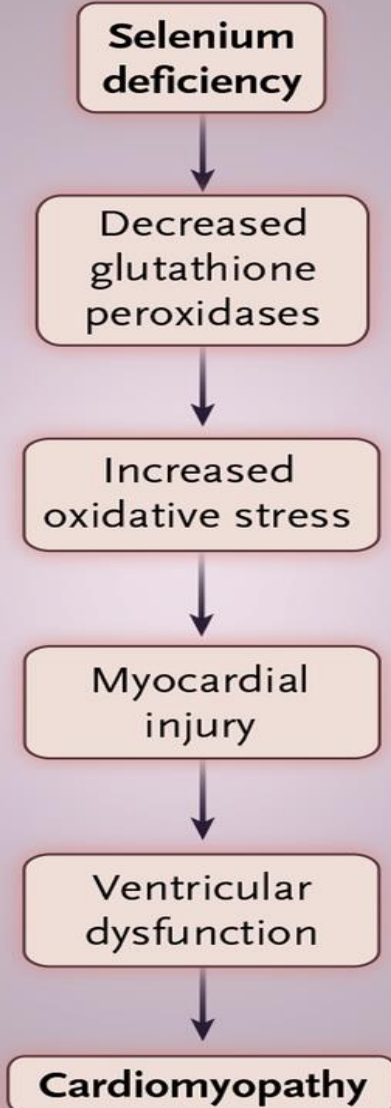 Selenium
deficiency
Decreased
glutathione
peroxidases
Increased
oxidative stress
Myocardial
injury
Ventricular
dysfunction
Cardiomyopathy